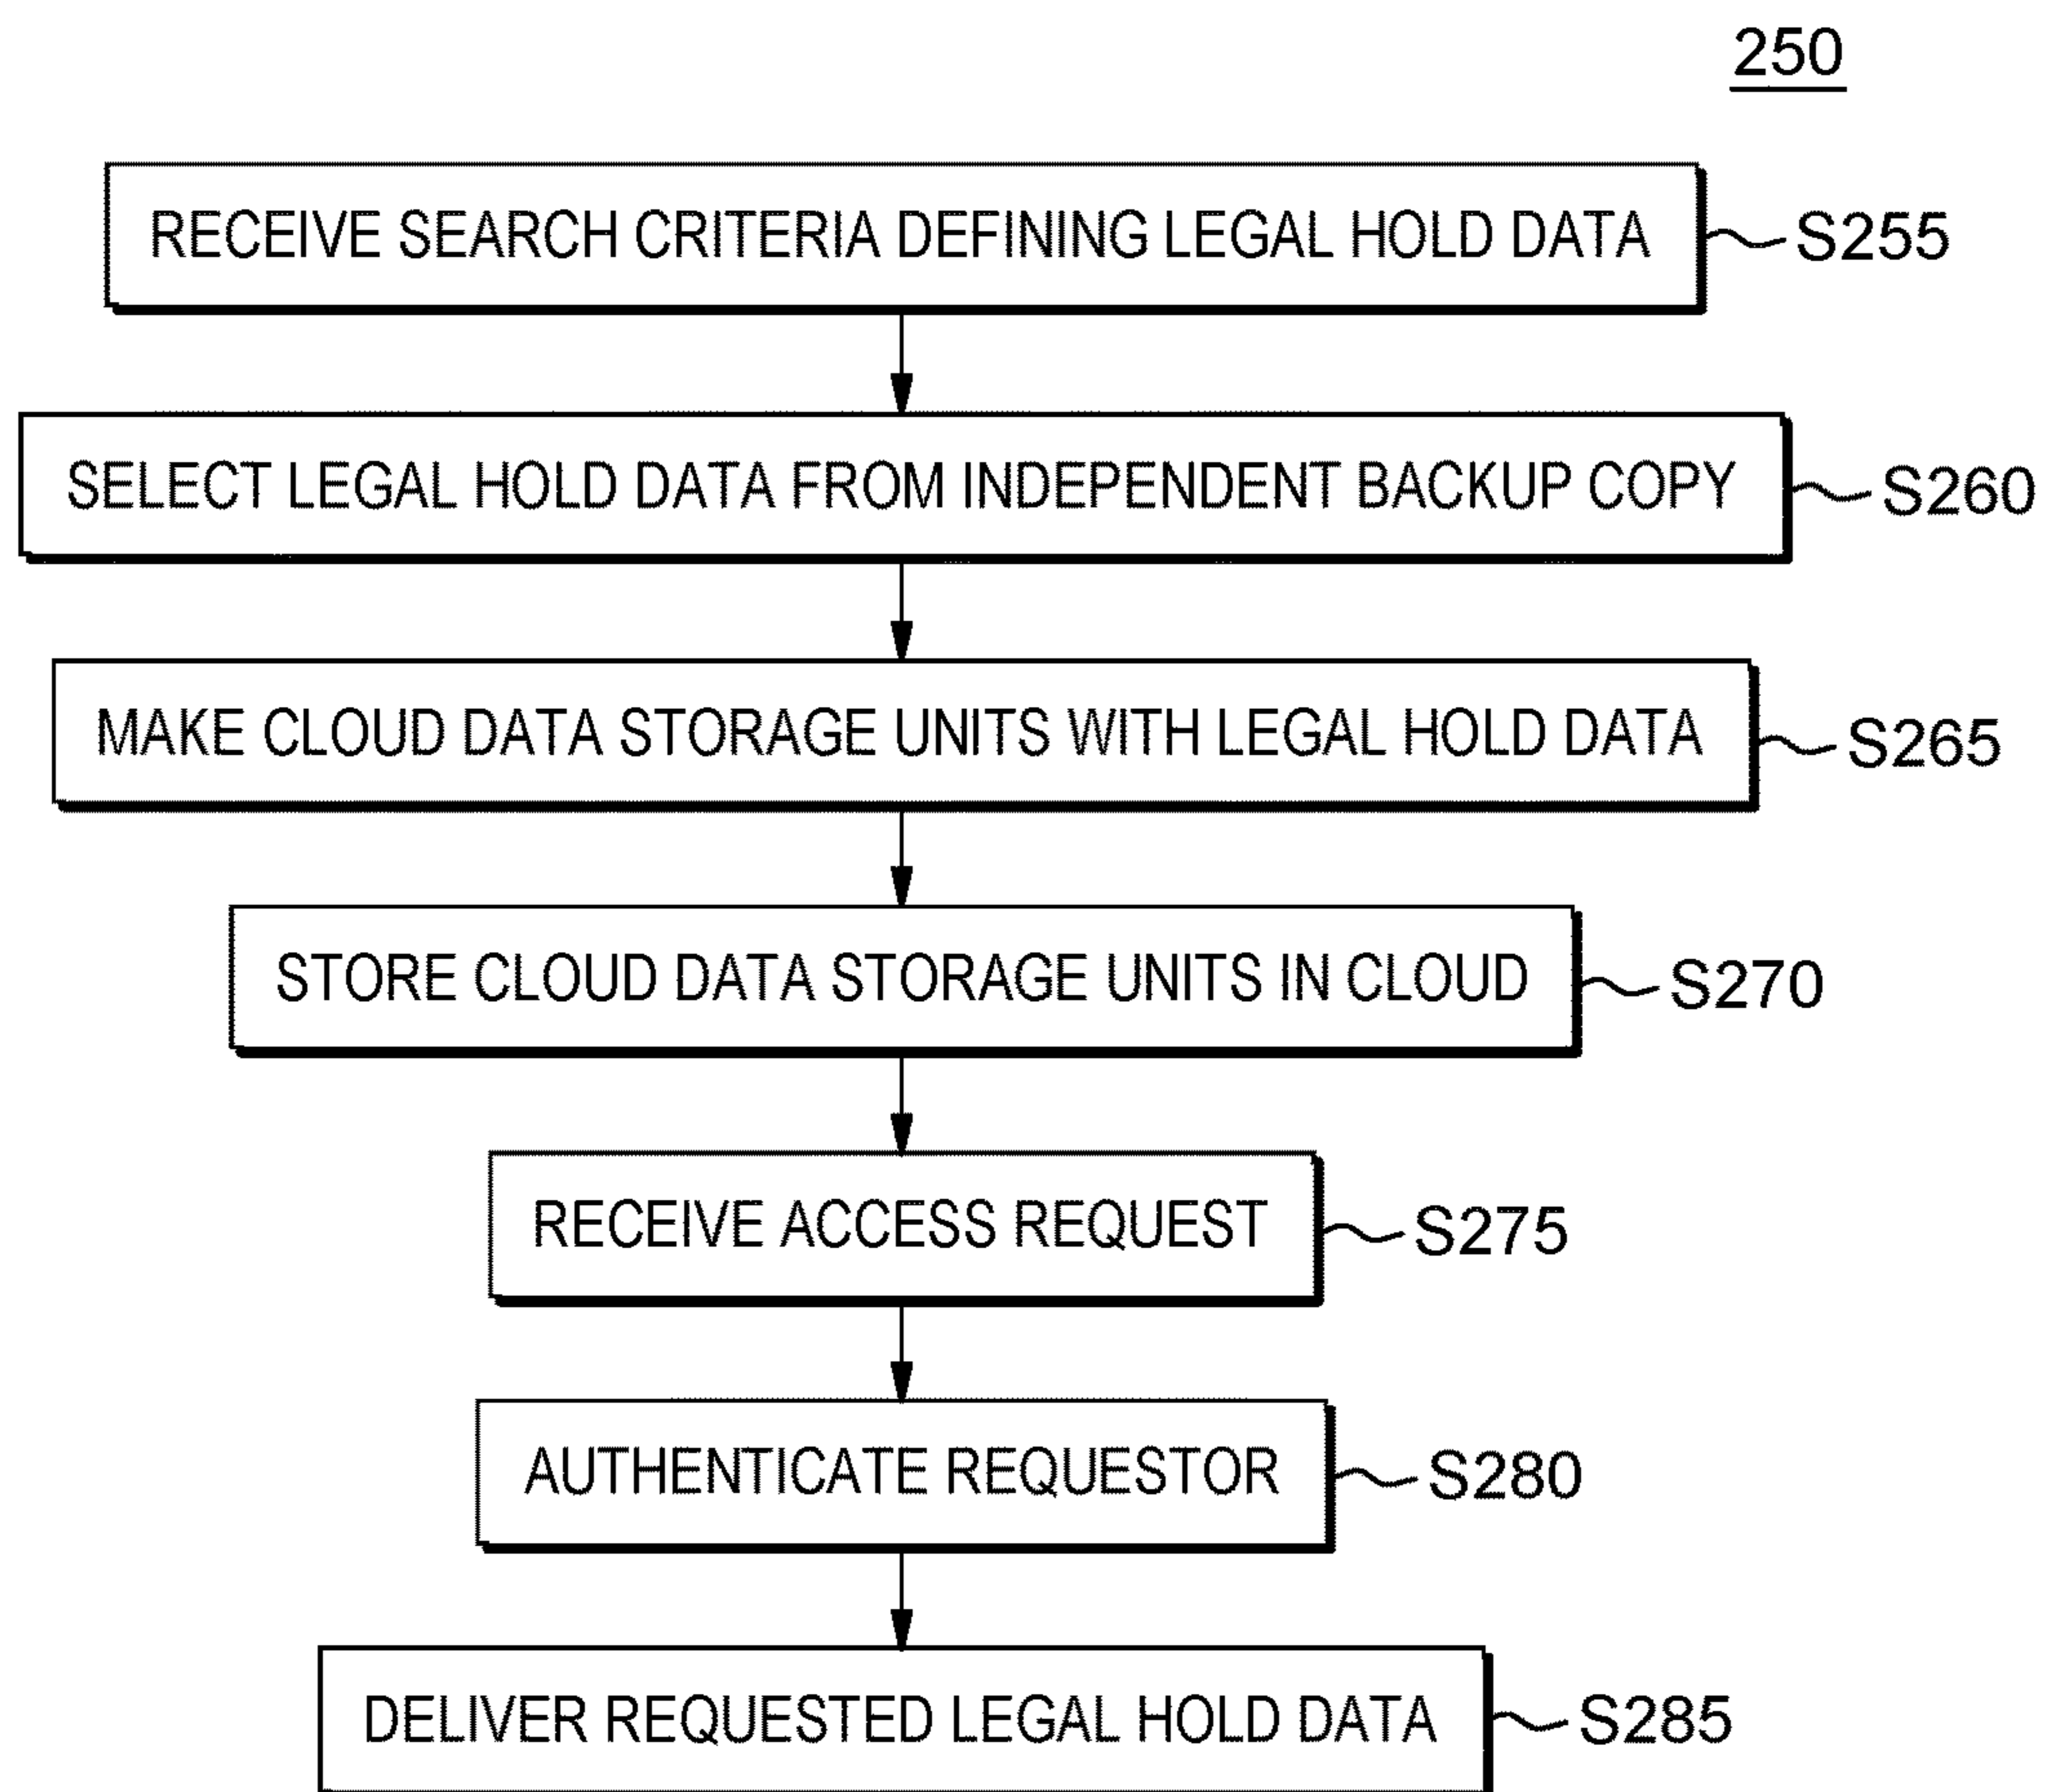 250
RECEIVE SEARCH CRITERIA DEFINING LEGAL HOLD DATA
S255
SELECT LEGAL HOLD DATA FROM INDEPENDENT BACKUP COPY
S260
MAKE CLOUD DATA STORAGE UNITS WITH LEGAL HOLD DATA
S265
STORE CLOUD DATA STORAGE UNITS IN CLOUD
S270
RECEIVE ACCESS REQUEST
S275
AUTHENTICATE REQUESTOR
S280
DELIVER REQUESTED LEGAL HOLD DATA
S285